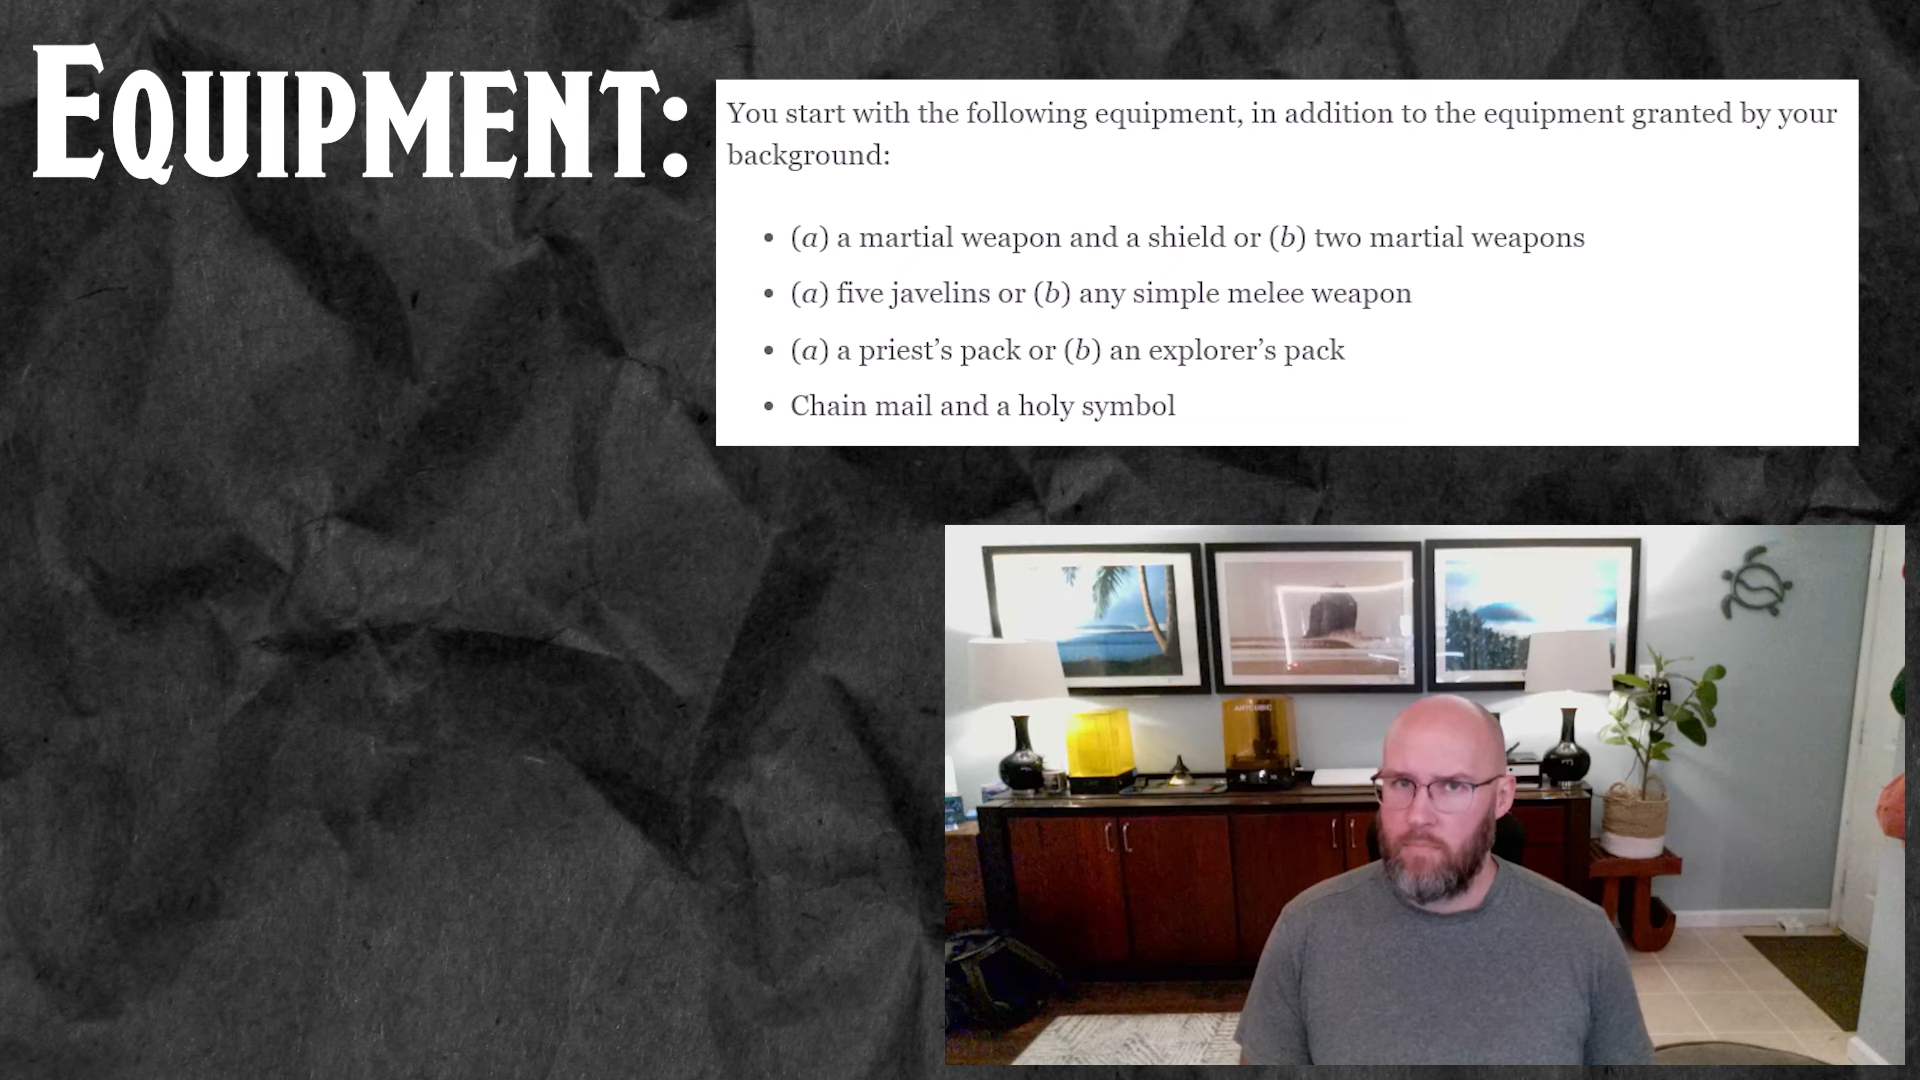 EQUIPMENT:
You start with the following equipment, in addition to the equipment granted by your
background:
• (a) a martial weapon and a shield or (b) two martial weapons
• (a) five javelins or (b) any simple melee weapon
• (a) a priest’s pack or (b) an explorer’s pack
• Chain mail and a holy symbol